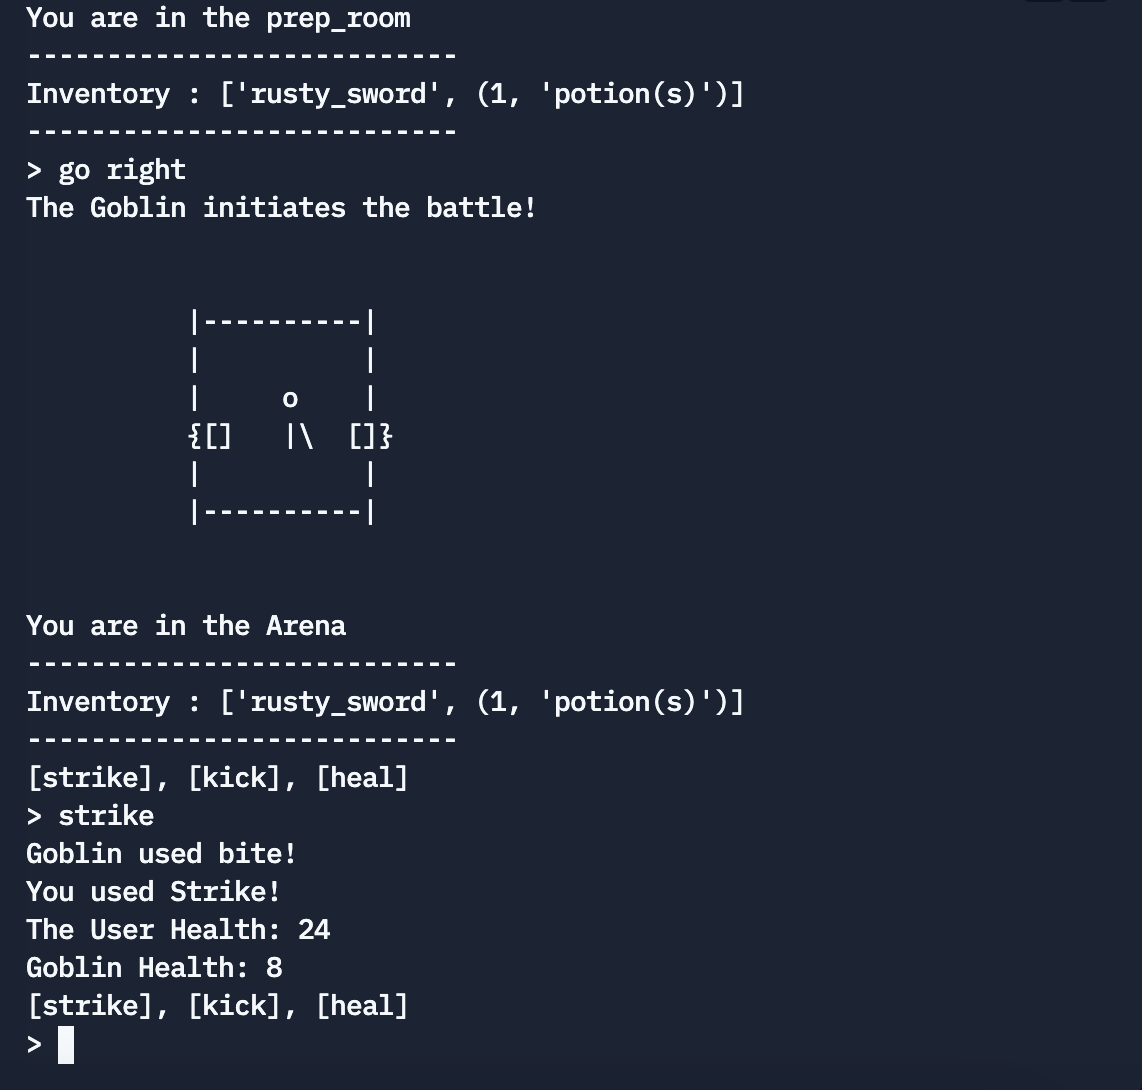 You are in the prep_room
---------------------------
Inventory : ['rusty_sword', (1, 'potion(s)')]
---------------------------
> go right
The Goblin initiates the battle!
          |----------|
          |          |
          |     o    |
          {[]   |\  []}
          |          |
          |----------|
You are in the Arena
---------------------------
Inventory : ['rusty_sword', (1, 'potion(s)')]
---------------------------
[strike], [kick], [heal]
> strike
Goblin used bite!
You used Strike!
The User Health: 24
Goblin Health: 8
[strike], [kick], [heal]
>